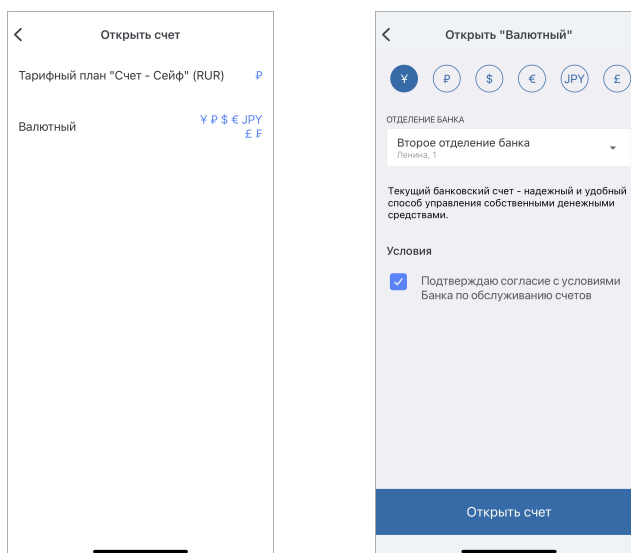 Открыть счет
Тарифный план "Счет - Сейф" (RUR) ₽
Валютный ¥ ₽ $ € JPY
£ ₣
Открыть "Валютный"
¥ ₽ $ € JPY £
ОТДЕЛЕНИЕ БАНКА
Второе отделение банка
Ленина, 1
Текущий банковский счет - надежный и удобный
способ управления собственными денежными
средствами.
Условия
Подтверждаю согласие с условиями
Банка по обслуживанию счетов
Открыть счет